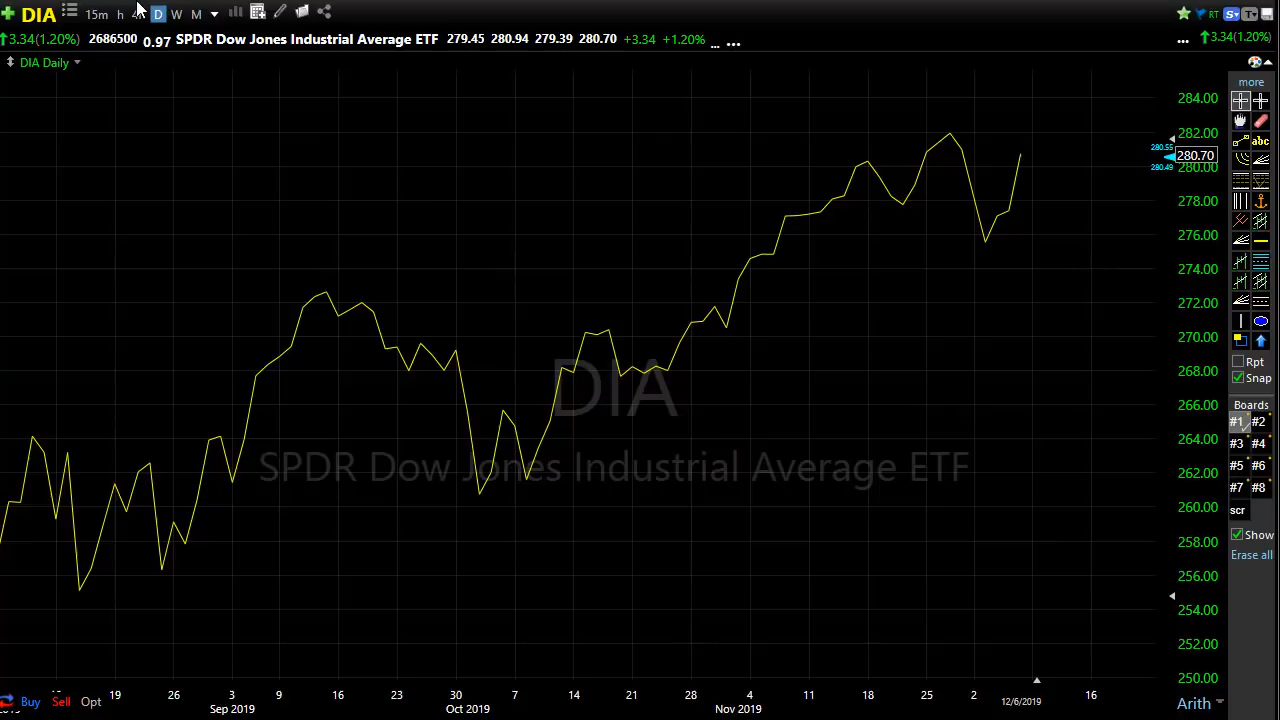 DIA 15m h D W M RT S T
3.34(1.20%) 2686500 0.97 SPDR Dow Jones Industrial Average ETF 279.45 280.94 279.39 280.70 +3.34 +1.20% ... ... ... 3.34(1.20%)
DIA Daily
more
284.00
282.00
280.55
280.70
280.49
280.00
278.00
276.00
274.00
272.00
270.00
268.00
266.00
264.00
262.00
260.00
258.00
256.00
254.00
252.00
250.00
DIA
SPDR Dow Jones Industrial Average ETF
abc
Rpt
Snap
Boards
#1 #2
#3 #4
#5 #6
#7 #8
scr
Show
Erase all
19 26 3 9 16 23 30 7 14 21 28 4 11 18 25 2 16
Buy Sell Opt
Sep 2019 Oct 2019 Nov 2019 12/6/2019
Arith